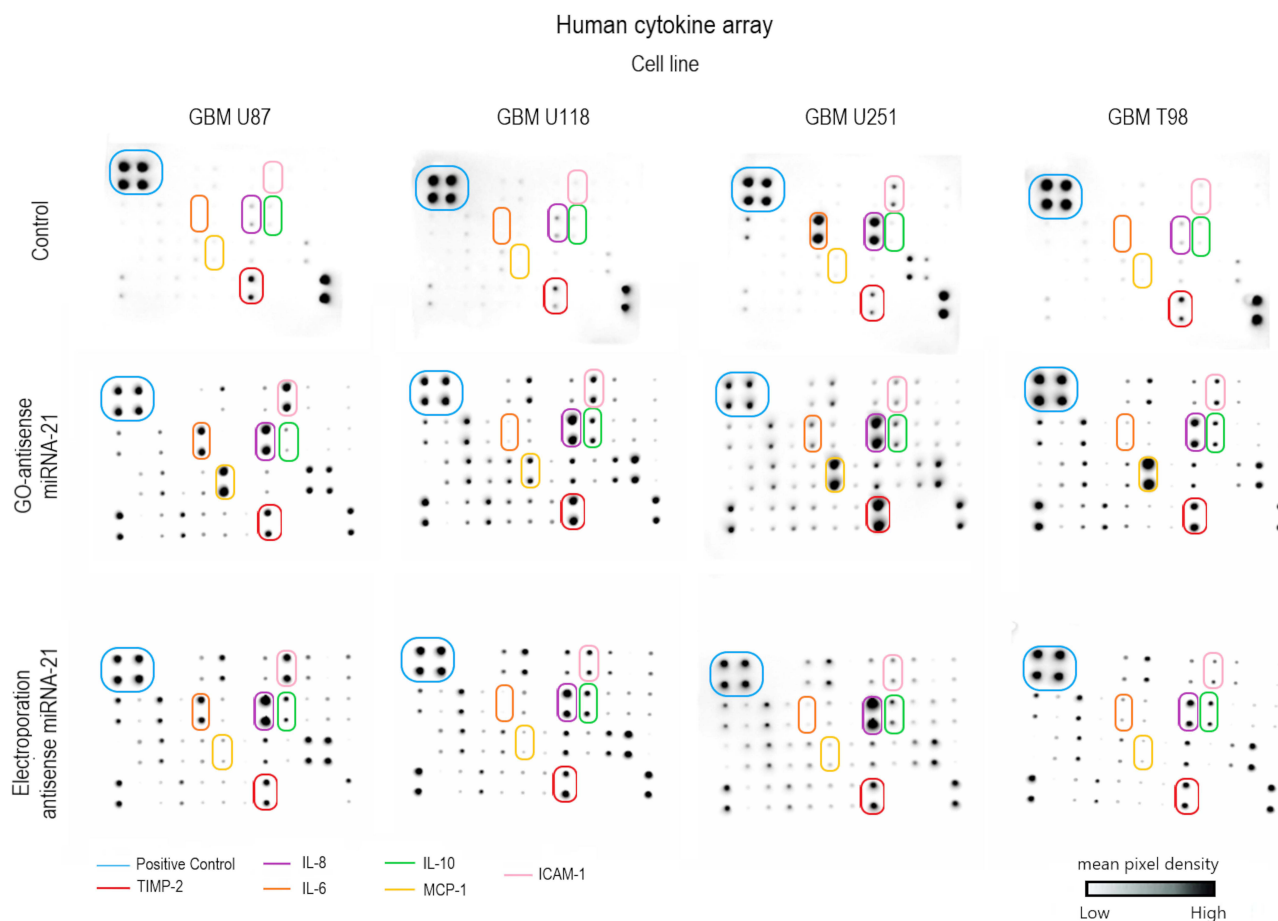 Human cytokine array
Cell line
GBM U87
GBM U118
GBM U251
GBM T98
Control
GO-antisense
miRNA-21
Electroporation
antisense miRNA-21
Positive Control
IL-8
IL-10
ICAM-1
TIMP-2
IL-6
MCP-1
mean pixel density
Low
High